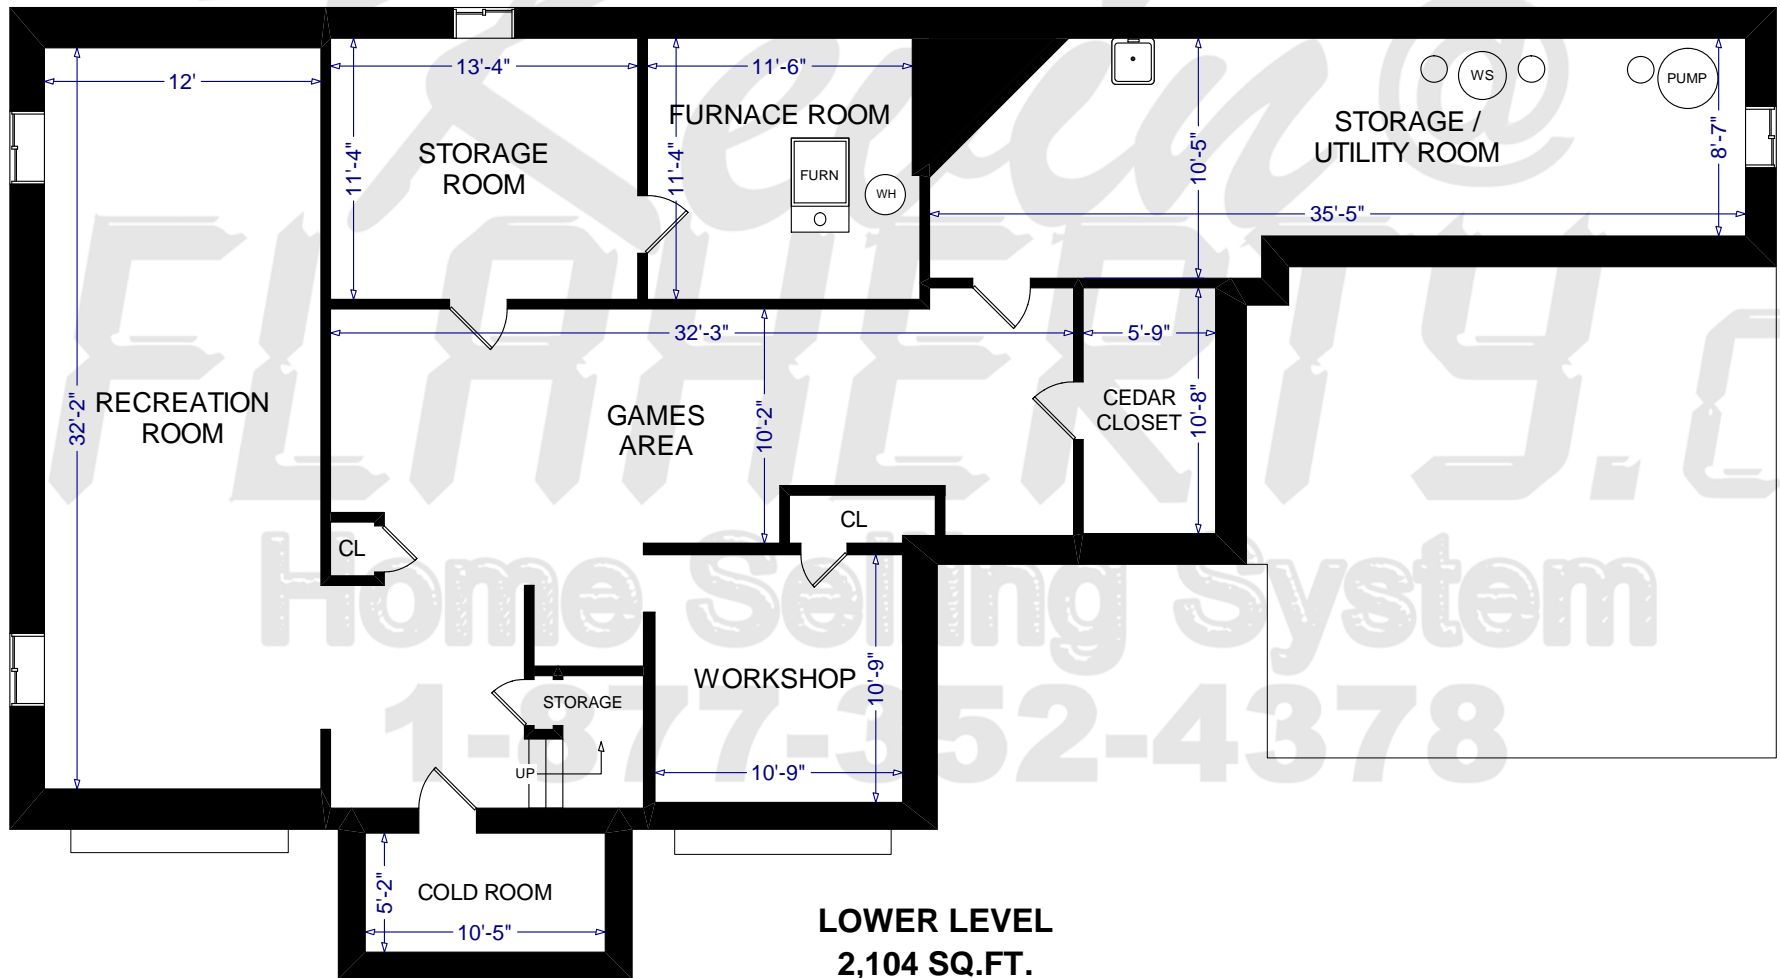 12'
13'-4"
11'-6"
FURNACE ROOM
STORAGE
ROOM
11'-4"
11'-4"
FURN
WH
10'-5"
WS
PUMP
STORAGE /
UTILITY ROOM
8'-7"
35'-5"
32'-3"
5'-9"
RECREATION
ROOM
32'-2"
GAMES
AREA
10'-2"
CEDAR
CLOSET
10'-8"
CL
CL
STORAGE
UP
WORKSHOP
10'-9"
10'-9"
COLD ROOM
5'-2"
10'-5"
LOWER LEVEL
2,104 SQ.FT.
Kevin@
FLAHERTY.c
Home Selling System
1-877-352-4378